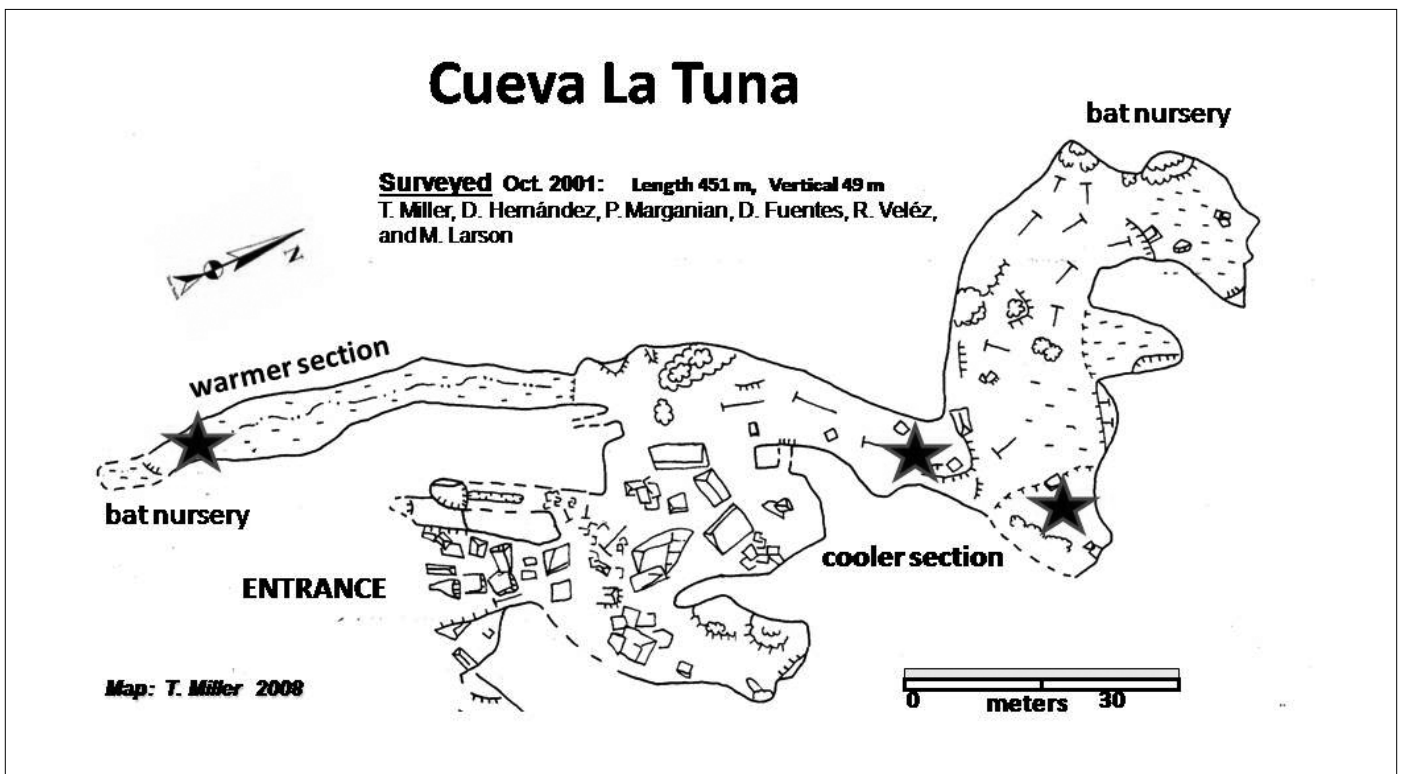 Cueva La Tuna
bat nursery
Surveyed Oct. 2001: Length 451 m, Vertical 49 m
T. Miller, D. Hernández, P. Marganian, D. Fuentes, R. Veléz,
and M. Larson
N
warmer section
bat nursery
cooler section
ENTRANCE
Map: T. Miller 2008
0 meters 30